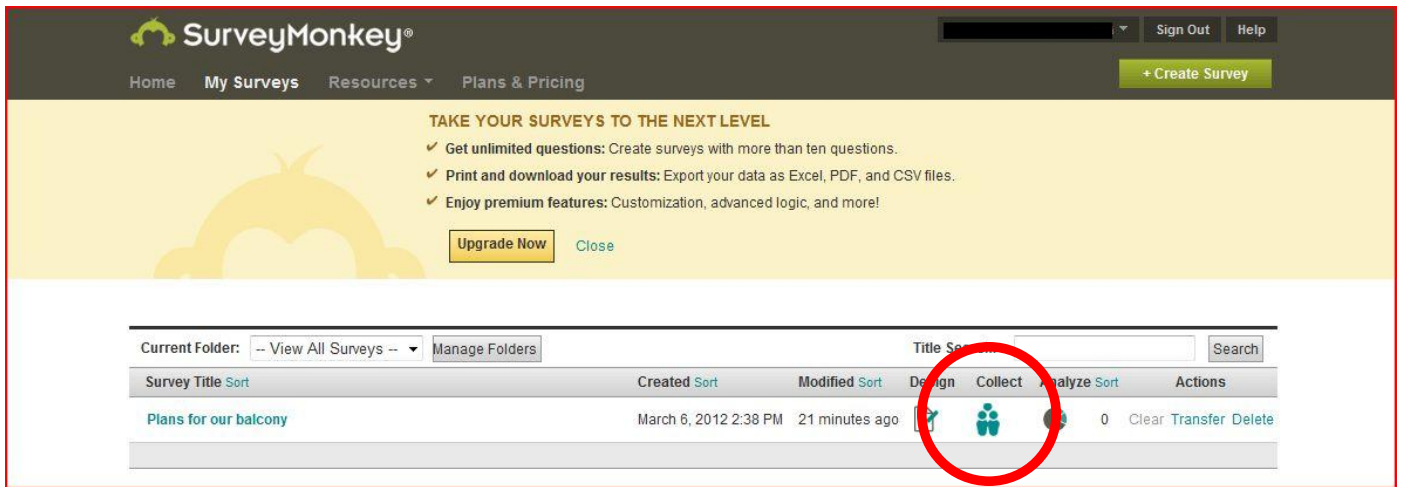 SurveyMonkey®
Sign Out Help
Home My Surveys Resources Plans & Pricing + Create Survey
TAKE YOUR SURVEYS TO THE NEXT LEVEL
✔ Get unlimited questions: Create surveys with more than ten questions.
✔ Print and download your results: Export your data as Excel, PDF, and CSV files.
✔ Enjoy premium features: Customization, advanced logic, and more!
Upgrade Now Close
Current Folder: -- View All Surveys -- Manage Folders Title Search
Survey Title Sort Created Sort Modified Sort Design Collect Analyze Sort Actions
Plans for our balcony March 6, 2012 2:38 PM 21 minutes ago 0 Clear Transfer Delete